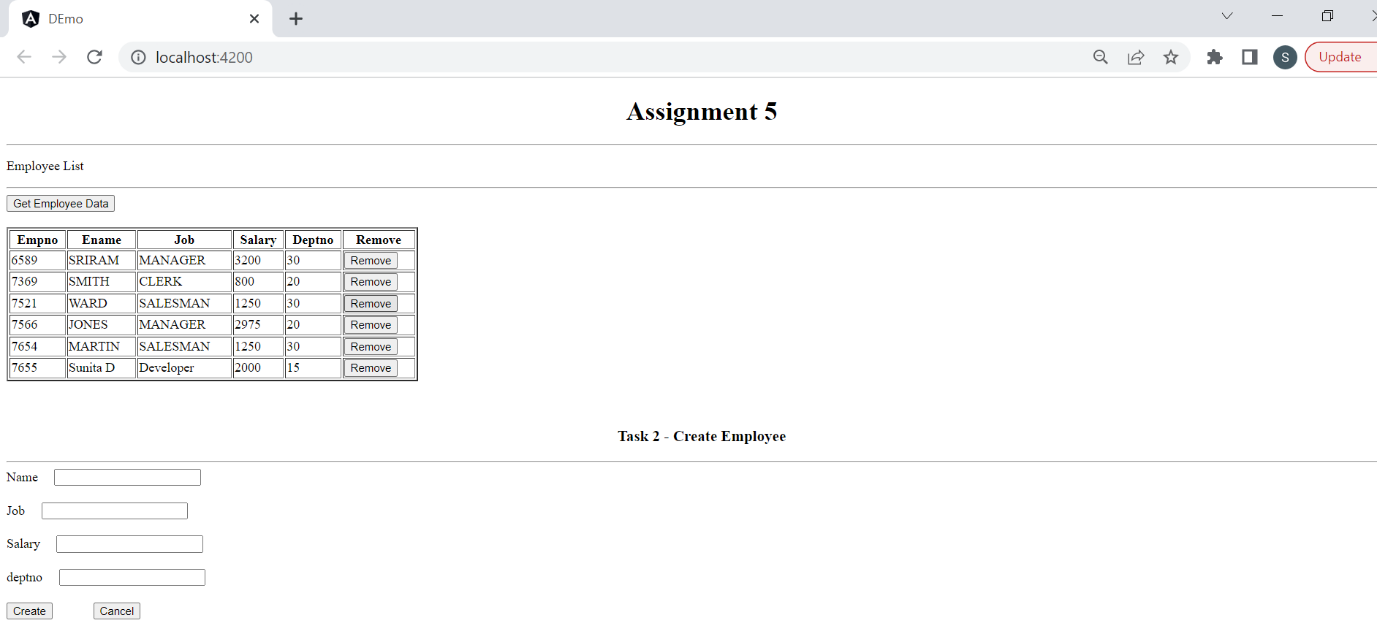 DEmo
localhost:4200
S
Update
Assignment 5
Employee List
Get Employee Data
Empno Ename Job Salary Deptno Remove
6589 SRIRAM MANAGER 3200 30 Remove
7369 SMITH CLERK 800 20 Remove
7521 WARD SALESMAN 1250 30 Remove
7566 JONES MANAGER 2975 20 Remove
7654 MARTIN SALESMAN 1250 30 Remove
7655 Sunita D Developer 2000 15 Remove
Task 2 - Create Employee
Name
Job
Salary
deptno
Create Cancel